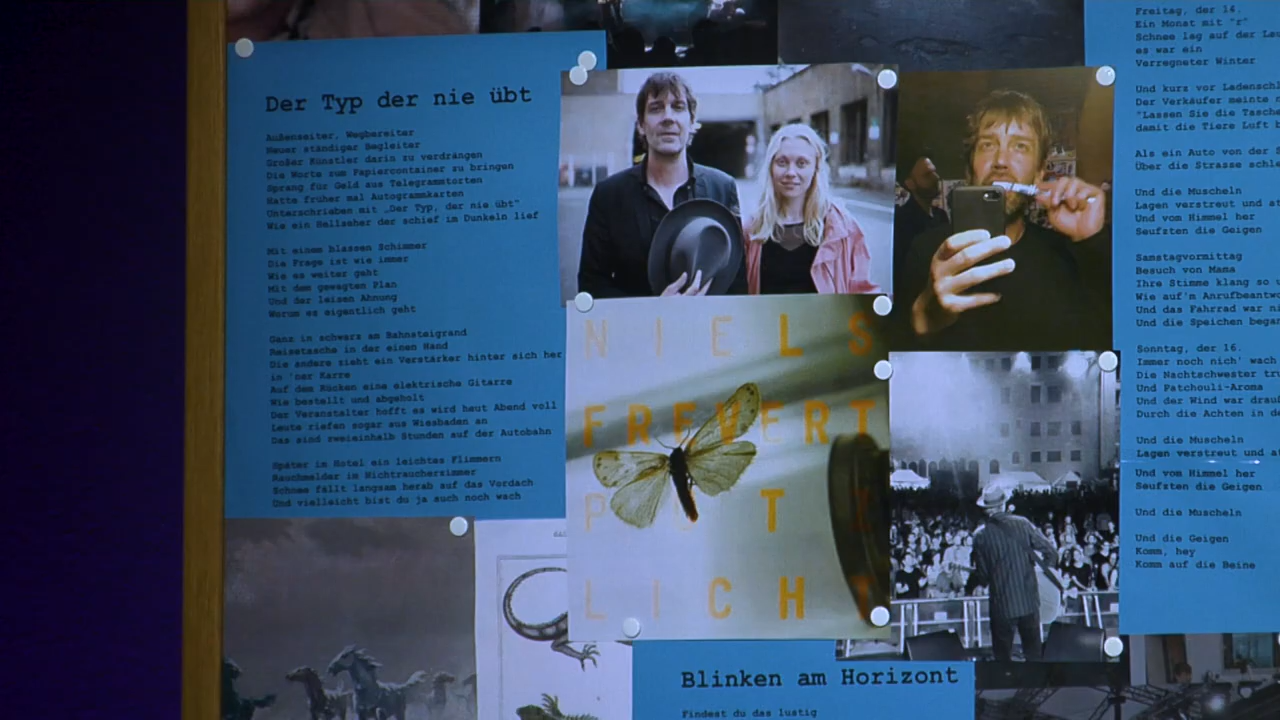 Der Typ der nie übt
Außenseiter, Wegbereiter
Neuer ständiger Begleiter
Großer Künstler darin zu verdrängen
Die Worte zum Papiercontainer zu bringen
Sprang für Geld aus Telegrammtorten
Hatte früher mal Autogrammkarten
Unterschrieben mit „Der Typ, der nie übt"
Wie ein Hellseher der schief im Dunkeln lief
Mit einem blassen Schimmer
Die Frage ist wie immer
Wie es weiter geht
Mit dem gewagten Plan
Und der leisen Ahnung
Worum es eigentlich geht
Ganz in schwarz am Bahnsteigrand
Reisetasche in der einen Hand
Die andere zieht ein Verstärker hinter sich her
in 'ner Karre
Auf dem Rücken eine elektrische Gitarre
Wie bestellt und abgeholt
Der Veranstalter hofft es wird heut Abend voll
Leute riefen sogar aus Wiesbaden an
Das sind zweieinhalb Stunden auf der Autobahn
Später im Hotel ein leichtes Flimmern
Rauchmelder im Nichtraucherzimmer
Schnee fällt langsam herab auf das Vordach
Und vielleicht bist du ja auch noch wach
NIELS
FREVERT
PUTZ
LICHT
Blinken am Horizont
Findest du das lustig
Freitag, der 14.
Ein Monat mit "r"
Schnee lag auf der
es war ein
Verregneter Winter
Und kurz vor
Der Verkäufer meinte
"Lassen Sie die
damit die Tiere Luft
Als ein Auto von der
Über die Strasse
Und die Muscheln
Lagen verstreut und
Und vom Himmel her
Seufzten die Geigen
Samstagvormittag
Besuch von Mama
Ihre Stimme klang so
Wie auf'm
Und das Fahrrad war
Und die Speichen
Sonntag, der 16.
Immer noch nich' wach
Die Nachtschwester
Und Patchouli-Aroma
Und der Wind war
Durch die Achten in
Und die Muscheln
Lagen verstreut und
Und vom Himmel her
Seufzten die Geigen
Und die Muscheln
Und die Geigen
Komm, hey
Komm auf die Beine